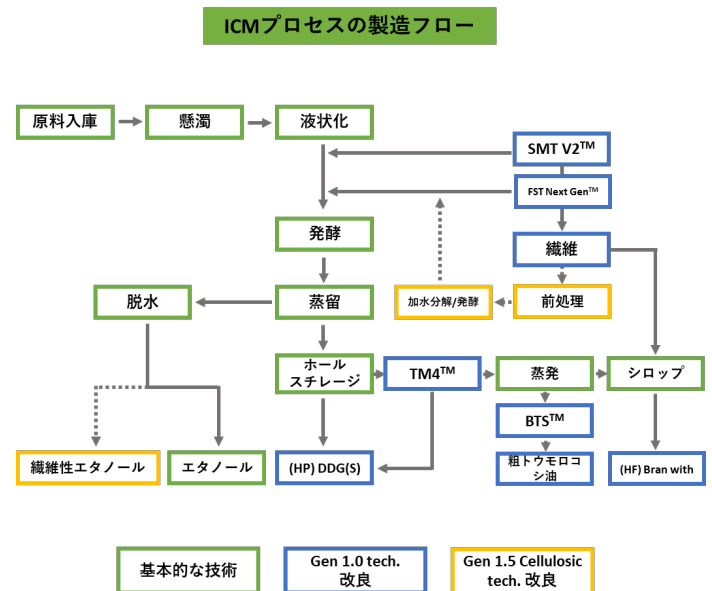 ICMプロセスの製造フロー
原料入庫
懸濁
液状化
SMT V2™
FST Next Gen™
発酵
繊維
脱水
蒸留
加水分解/発酵
前処理
ホール
スチレージ
TM4™
蒸発
シロップ
BTS™
繊維性エタノール
エタノール
(HP) DDG(S)
粗トウモロコ
シ油
(HF) Bran with
基本的な技術
Gen 1.0 tech.
改良
Gen 1.5 Cellulosic
tech. 改良